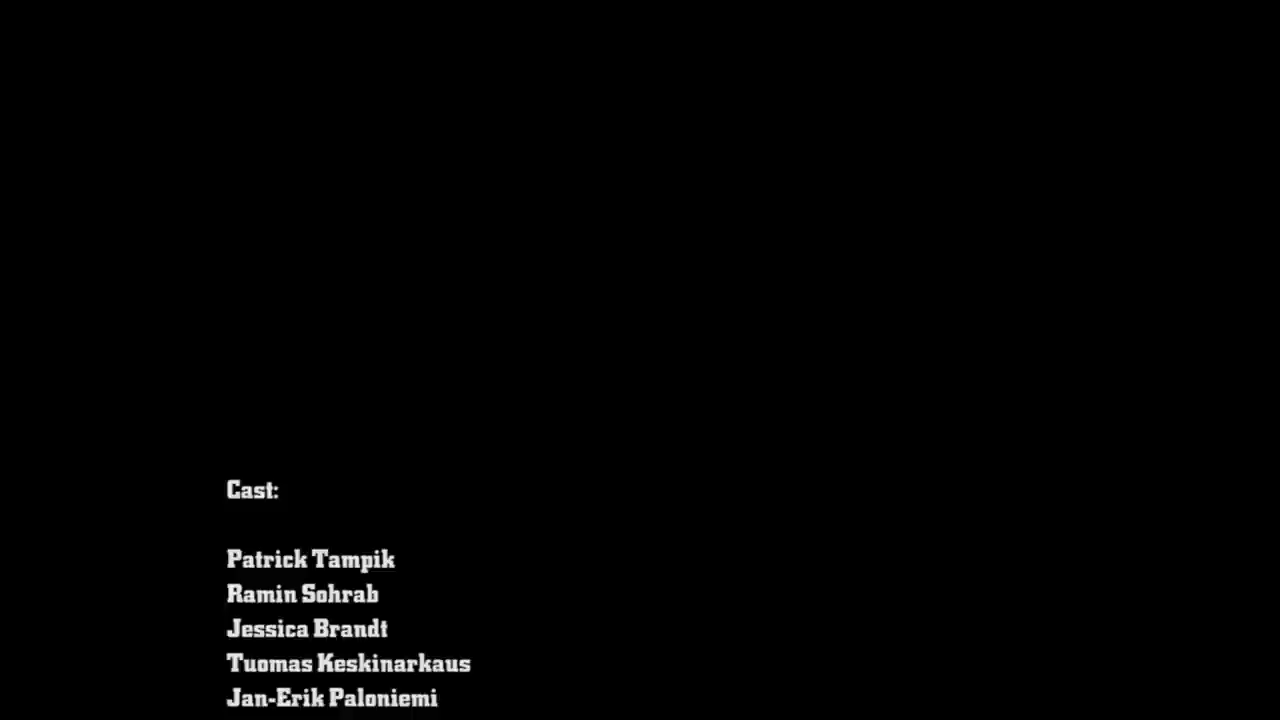 Cast:
Patrick Tampik
Ramin Sohrab
Jessica Brandt
Tuomas Keskinarkaus
Jan-Erik Paloniemi